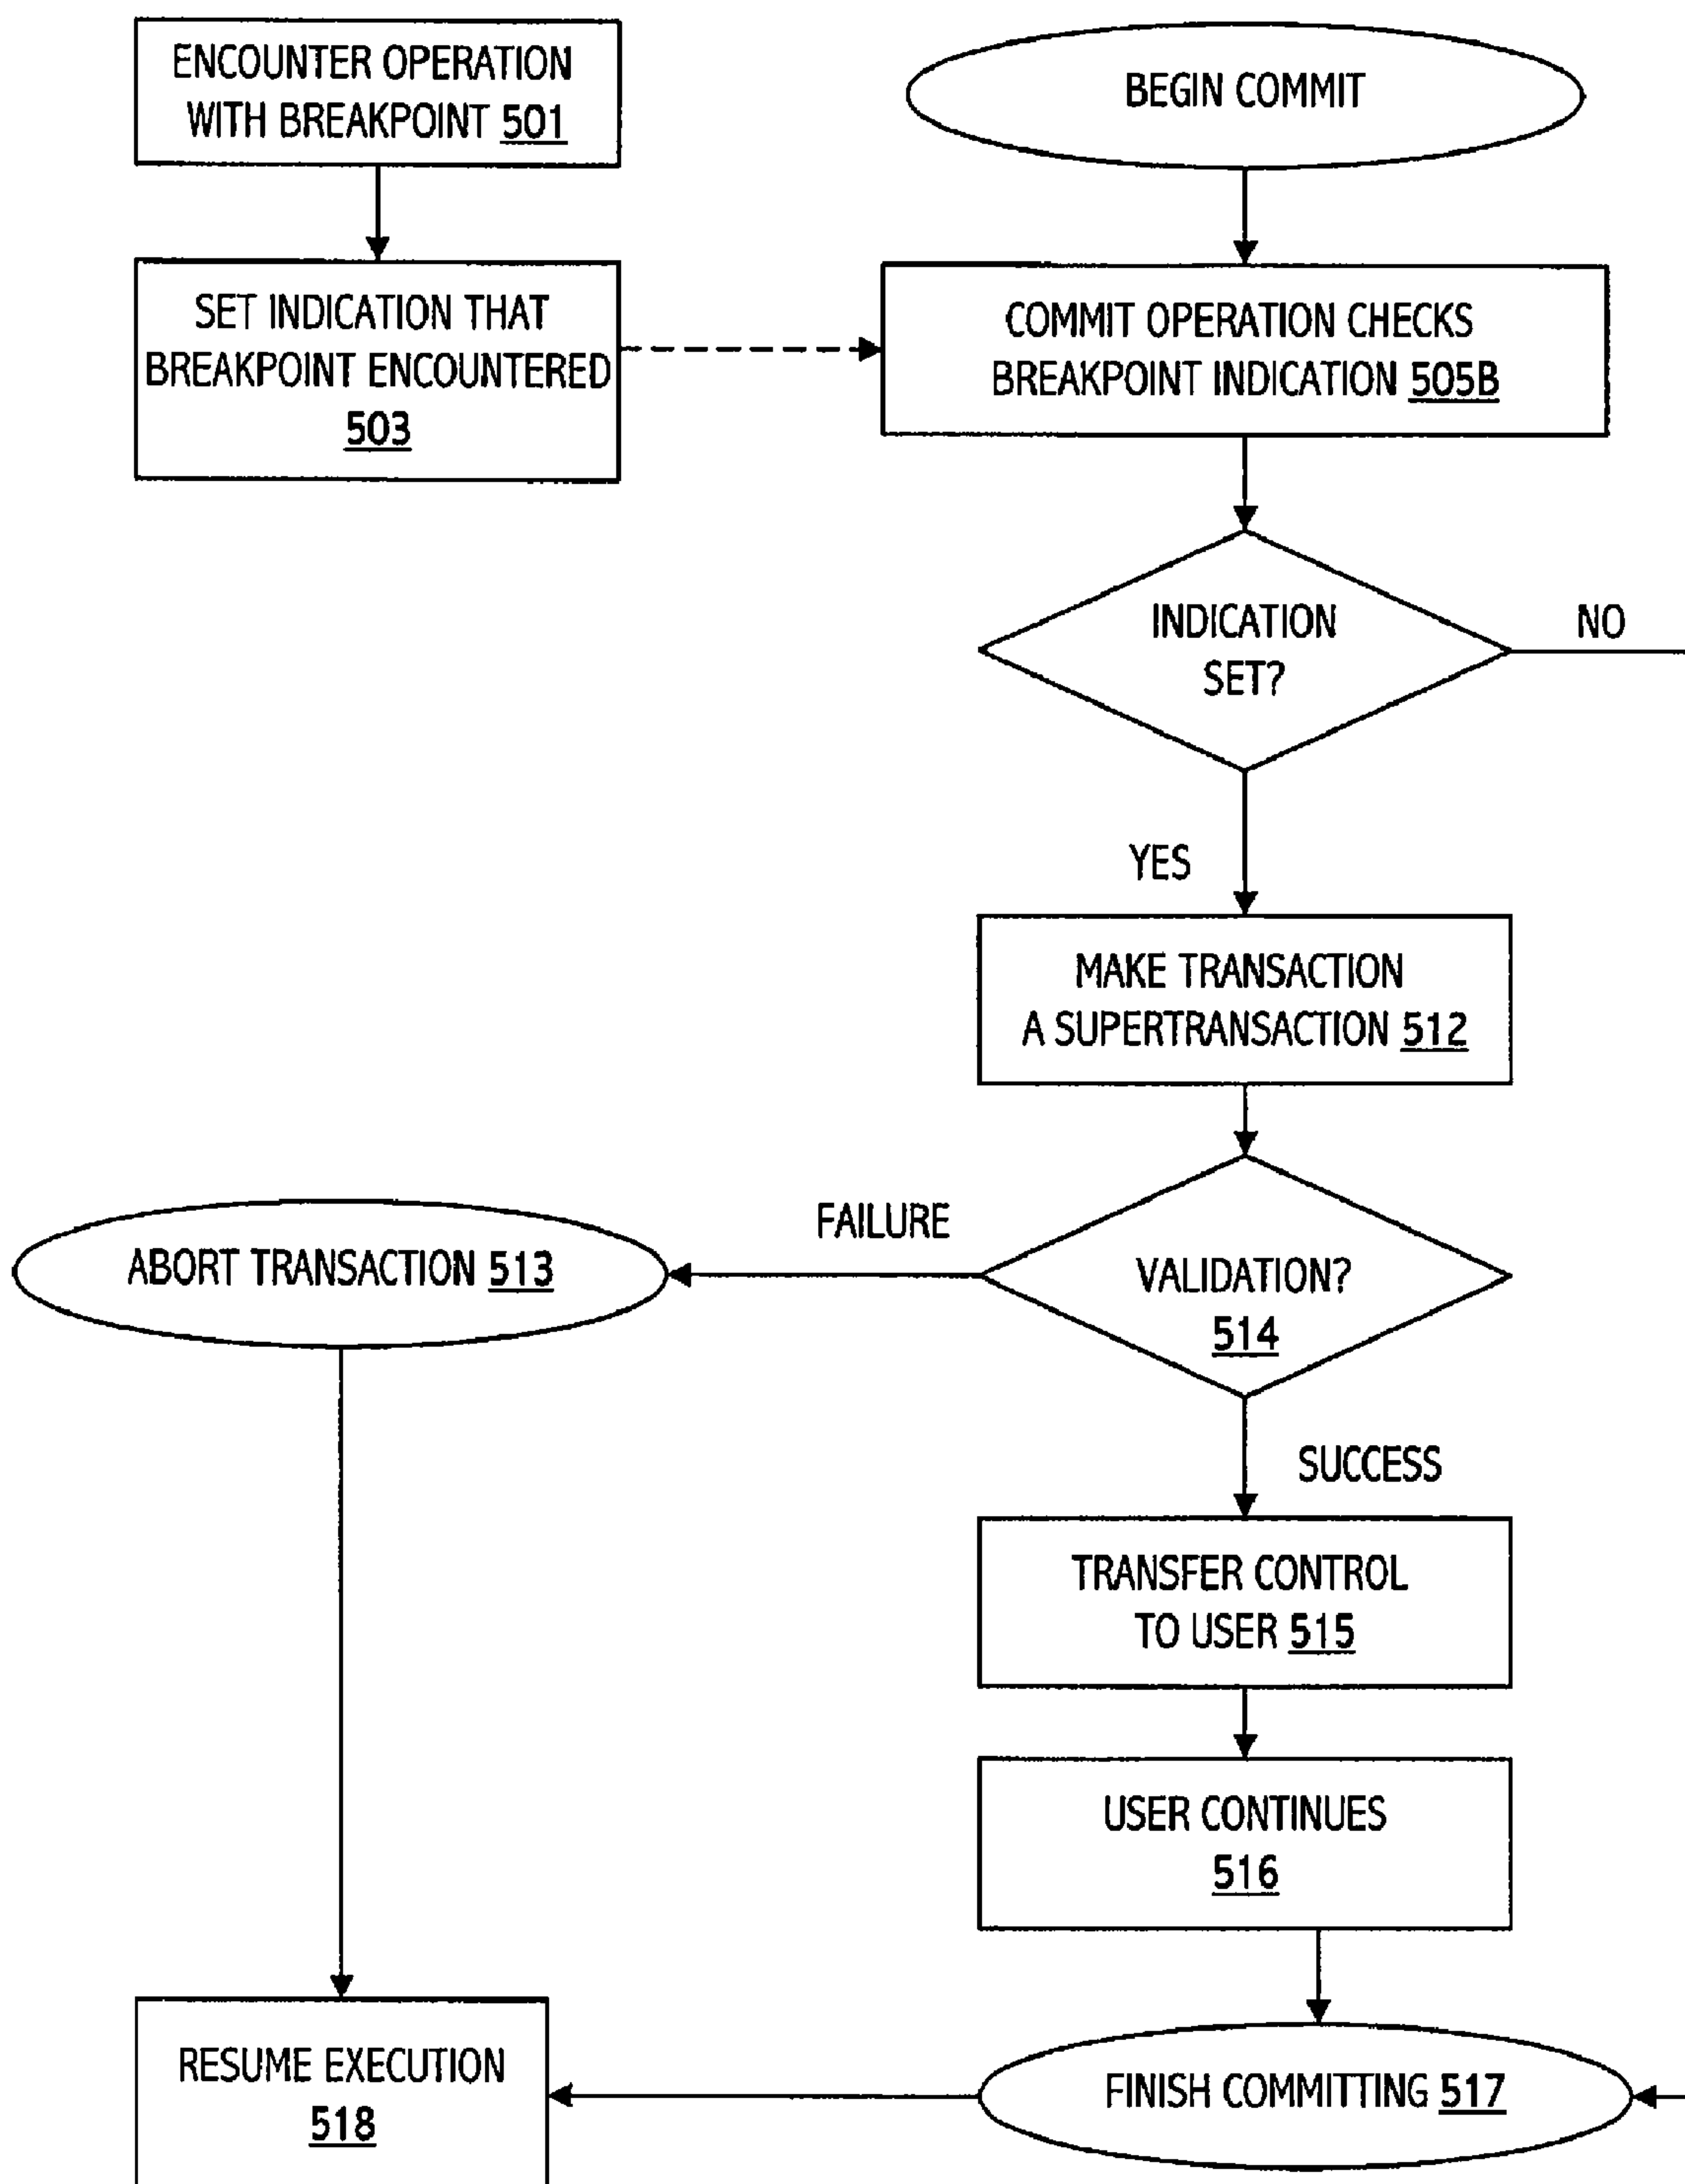 ENCOUNTER OPERATION
WITH BREAKPOINT 501
BEGIN COMMIT
SET INDICATION THAT
BREAKPOINT ENCOUNTERED
503
COMMIT OPERATION CHECKS
BREAKPOINT INDICATION 505B
INDICATION
SET?
NO
YES
MAKE TRANSACTION
A SUPERTRANSACTION 512
FAILURE
ABORT TRANSACTION 513
VALIDATION?
514
SUCCESS
TRANSFER CONTROL
TO USER 515
USER CONTINUES
516
RESUME EXECUTION
518
FINISH COMMITTING 517